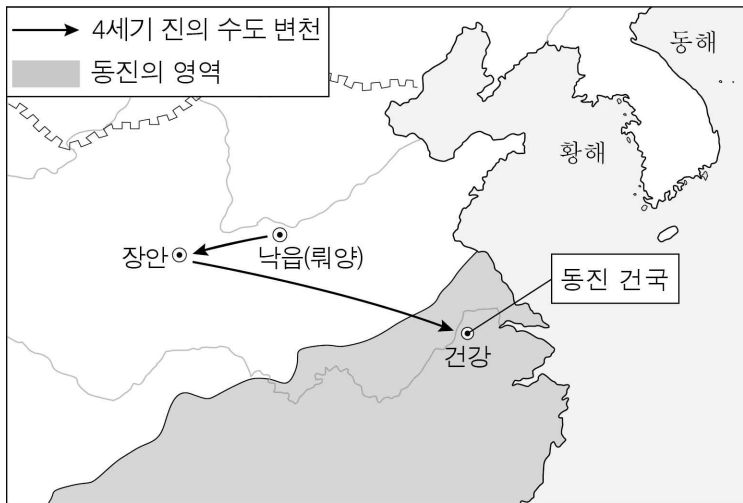 4세기 진의 수도 변천
동진의 영역
동해
황해
장안
낙읍(뤄양)
동진 건국
건강